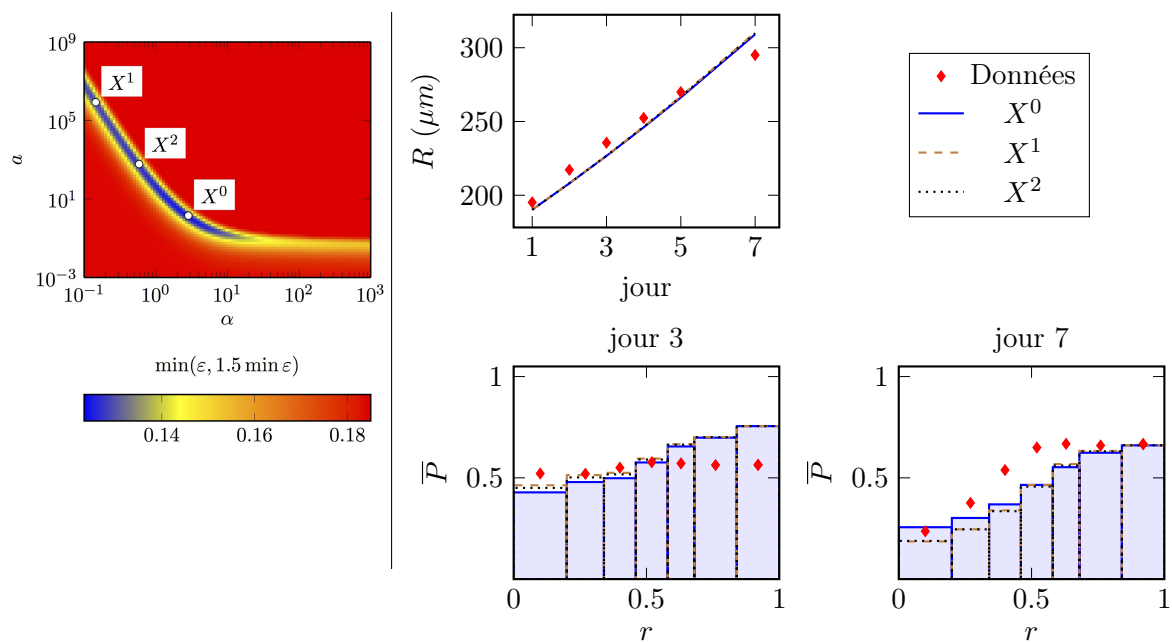 10^9
10^5
10^1
10^{-3}
a
X^1
X^2
X^0
10^{-1} 10^0 10^1 10^2 10^3
α
min(ε, 1.5 min ε)
0.14 0.16 0.18
300
250
200
R (μm)
1 3 5 7
jour
Données
X^0
X^1
X^2
jour 3
1
0.5
P̅
0 0.5 1
r
jour 7
1
0.5
P̅
0 0.5 1
r